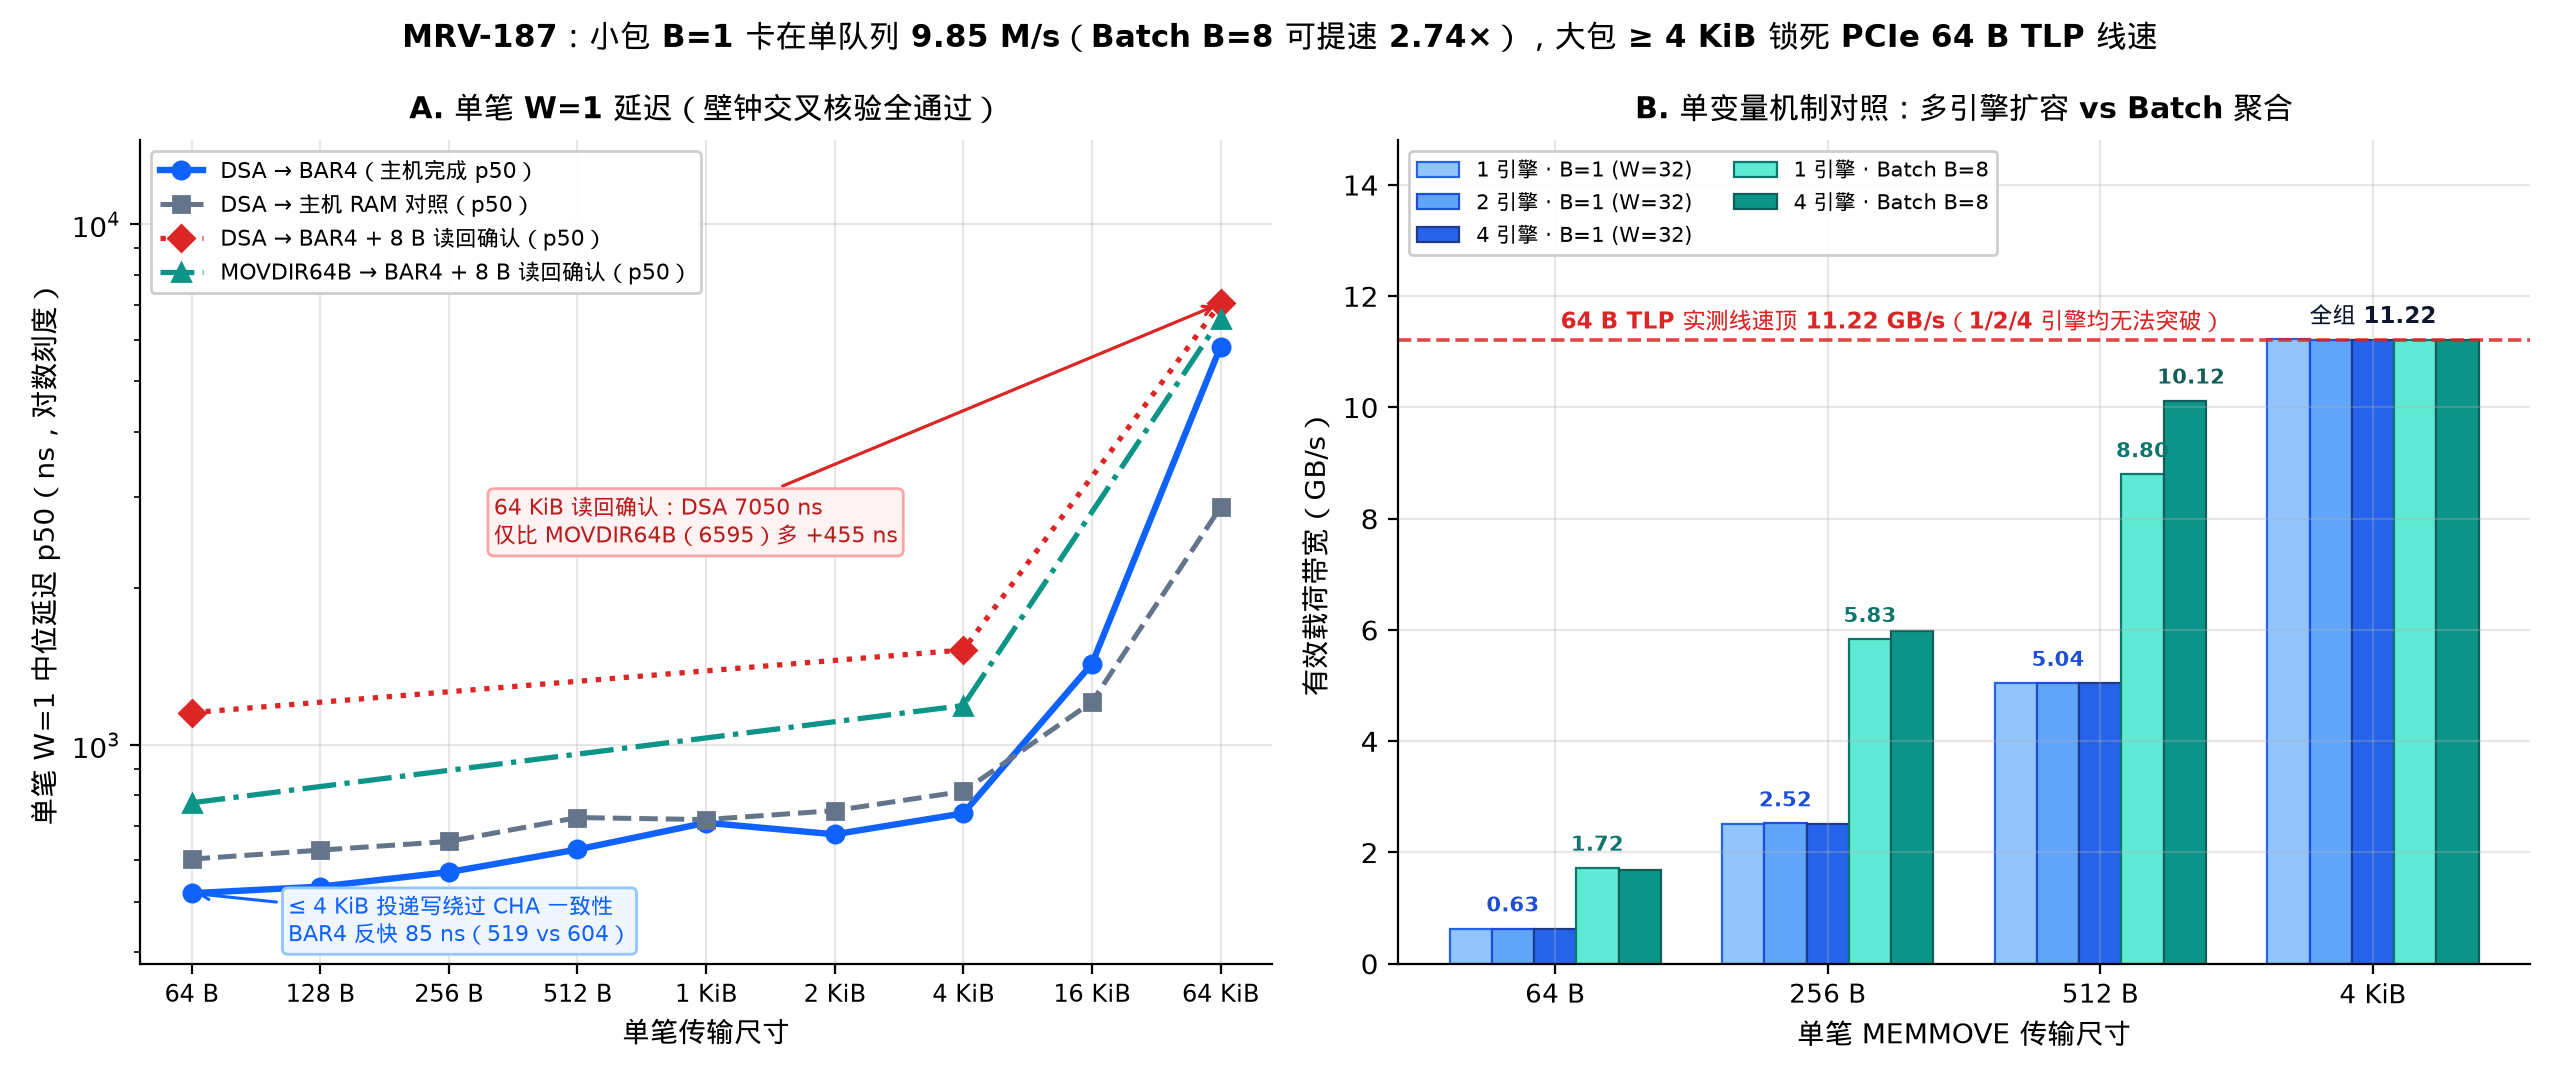 MRV-187：小包 B=1 卡在单队列 9.85 M/s（Batch B=8 可提速 2.74×），大包 ≥ 4 KiB 锁死 PCIe 64 B TLP 线速
A. 单笔 W=1 延迟（壁钟交叉核验全通过）
DSA → BAR4（主机完成 p50）
DSA → 主机 RAM 对照（p50）
DSA → BAR4 + 8 B 读回确认（p50）
MOVDIR64B → BAR4 + 8 B 读回确认（p50）
单笔 W=1 中位延迟 p50（ns，对数刻度）
10⁴
10³
64 KiB 读回确认：DSA 7050 ns
仅比 MOVDIR64B（6595）多 +455 ns
≤ 4 KiB 投递写绕过 CHA 一致性
BAR4 反快 85 ns（519 vs 604）
64 B
128 B
256 B
512 B
1 KiB
2 KiB
4 KiB
16 KiB
64 KiB
单笔传输尺寸
B. 单变量机制对照：多引擎扩容 vs Batch 聚合
1 引擎 · B=1 (W=32)
2 引擎 · B=1 (W=32)
4 引擎 · B=1 (W=32)
1 引擎 · Batch B=8
4 引擎 · Batch B=8
有效载荷带宽（GB/s）
14
12
10
8
6
4
2
0
64 B TLP 实测线速顶 11.22 GB/s（1/2/4 引擎均无法突破）
全组 11.22
10.12
8.80
5.83
5.04
2.52
1.72
0.63
64 B
256 B
512 B
4 KiB
单笔 MEMMOVE 传输尺寸